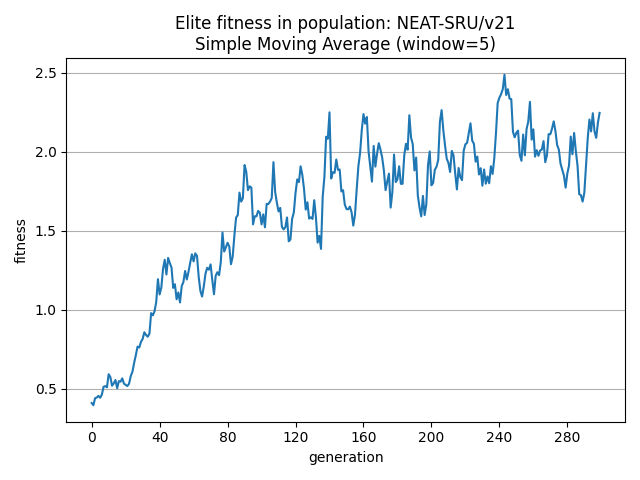 Elite fitness in population: NEAT-SRU/v21
Simple Moving Average (window=5)
2.5
2.0
1.5
1.0
0.5
fitness
0 40 80 120 160 200 240 280
generation